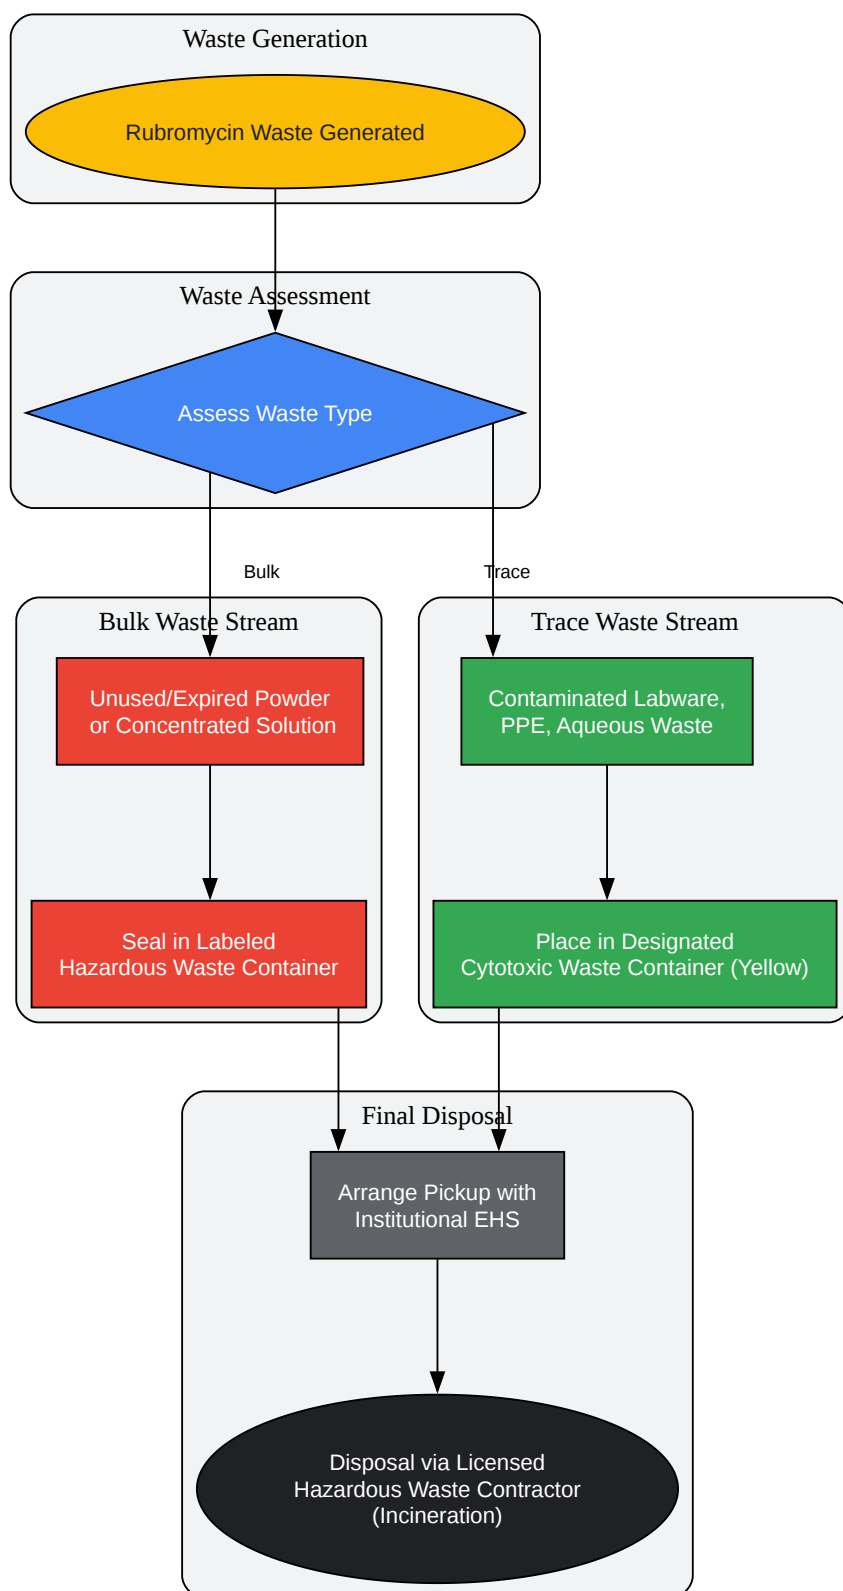 Waste Generation
Rubromycin Waste Generated
Waste Assessment
Assess Waste Type
Bulk
Trace
Bulk Waste Stream
Unused/Expired Powder
or Concentrated Solution
Seal in Labeled
Hazardous Waste Container
Trace Waste Stream
Contaminated Labware,
PPE, Aqueous Waste
Place in Designated
Cytotoxic Waste Container (Yellow)
Final Disposal
Arrange Pickup with
Institutional EHS
Disposal via Licensed
Hazardous Waste Contractor
(Incineration)